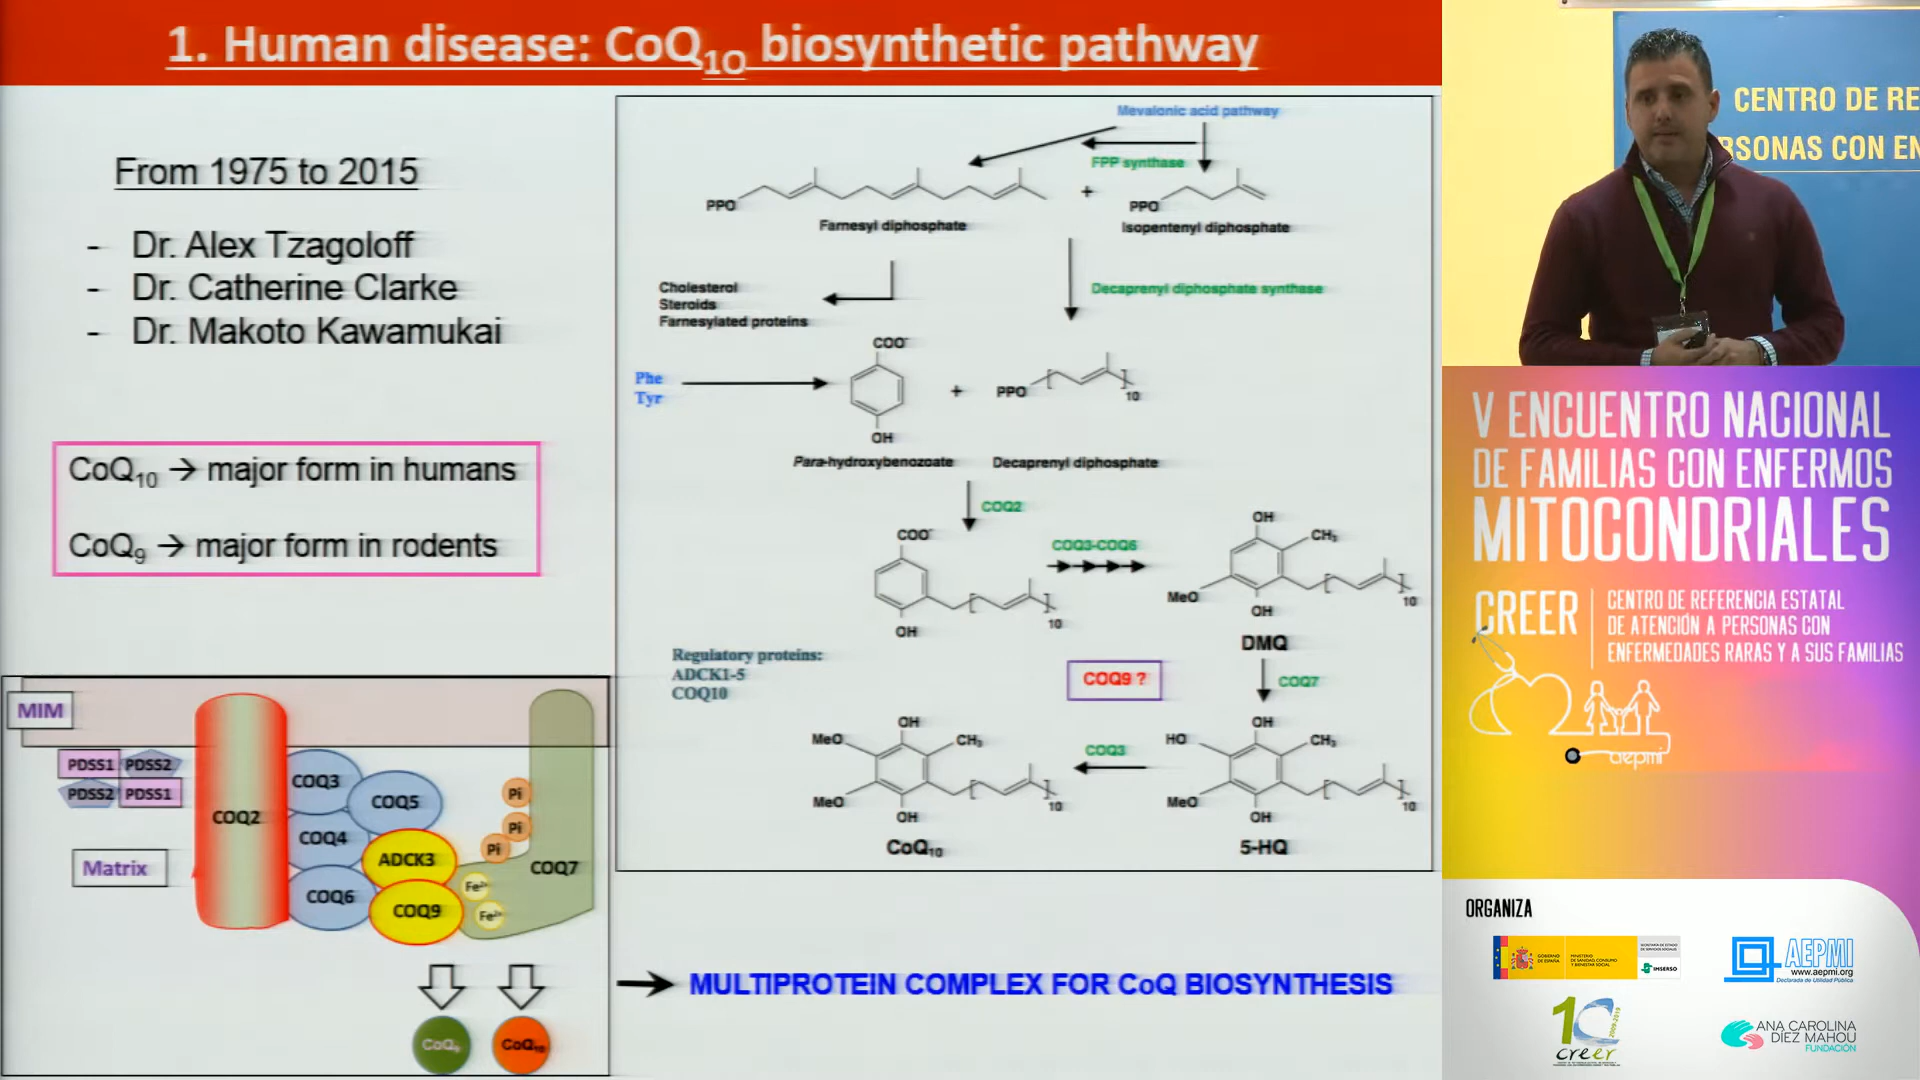 1. Human disease: CoQ10 biosynthetic pathway
From 1975 to 2015
- Dr. Alex Tzagoloff
- Dr. Catherine Clarke
- Dr. Makoto Kawamukai
CoQ10 → major form in humans
CoQ9 → major form in rodents
MIM
PDSS1 PDSS2
PDSS2 PDSS1
Matrix
COQ2
COQ3
COQ5
COQ4
ADCK3
COQ6
COQ9
Pi
Pi
Pi
Fe2+
Fe2+
COQ7
CoQ9
CoQ10
Mevalonic acid pathway
FPP synthase
PPO
+
PPO
Farnesyl diphosphate
Isopentenyl diphosphate
Cholesterol
Steroids
Farnesylated proteins
Decaprenyl diphosphate synthase
Phe
Tyr
COO-
OH
+
PPO
10
Para-hydroxybenozoate
Decaprenyl diphosphate
COQ2
COO-
OH
10
COQ3-COQ6
OH
CH3
MeO
OH
10
DMQ
Regulatory proteins:
ADCK1-5
COQ10
COQ9 ?
COQ7
OH
MeO
CH3
MeO
OH
10
CoQ10
COQ3
OH
HO
CH3
MeO
OH
10
5-HQ
→ MULTIPROTEIN COMPLEX FOR CoQ BIOSYNTHESIS
CENTRO DE RE
RSONAS CON EN
V ENCUENTRO NACIONAL
DE FAMILIAS CON ENFERMOS
MITOCONDRIALES
CREER
CENTRO DE REFERENCIA ESTATAL
DE ATENCIÓN A PERSONAS CON
ENFERMEDADES RARAS Y A SUS FAMILIAS
aepmi
ORGANIZA
GOBIERNO
DE ESPAÑA
MINISTERIO
DE SANIDAD, CONSUMO
Y BIENESTAR SOCIAL
IMSERSO
AEPMI
www.aepmi.org
Declarada de Utilidad Pública
10
2009-2019
creer
ANA CAROLINA
DÍEZ MAHOU
FUNDACIÓN